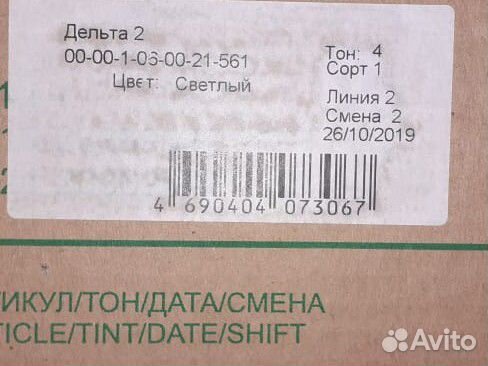 Дельта 2
00-00-1-06-00-21-561
Цвет: Светлый
Тон: 4
Сорт 1
Линия 2
Смена 2
26/10/2019
4 690404 073067
ТИКУЛ/ТОН/ДАТА/СМЕНА
TICLE/TINT/DATE/SHIFT
Avito